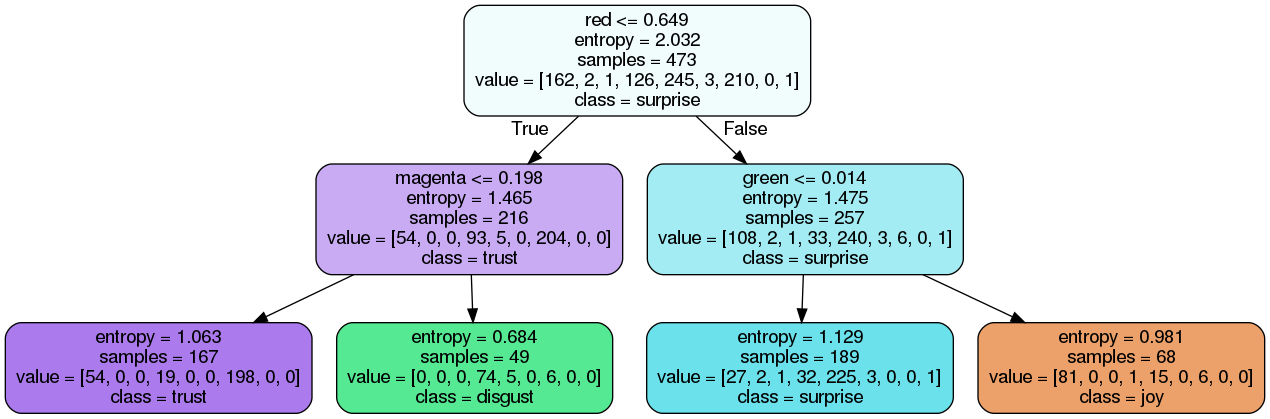 red <= 0.649
entropy = 2.032
samples = 473
value = [162, 2, 1, 126, 245, 3, 210, 0, 1]
class = surprise
True
False
magenta <= 0.198
entropy = 1.465
samples = 216
value = [54, 0, 0, 93, 5, 0, 204, 0, 0]
class = trust
green <= 0.014
entropy = 1.475
samples = 257
value = [108, 2, 1, 33, 240, 3, 6, 0, 1]
class = surprise
entropy = 1.063
samples = 167
value = [54, 0, 0, 19, 0, 0, 198, 0, 0]
class = trust
entropy = 0.684
samples = 49
value = [0, 0, 0, 74, 5, 0, 6, 0, 0]
class = disgust
entropy = 1.129
samples = 189
value = [27, 2, 1, 32, 225, 3, 0, 0, 1]
class = surprise
entropy = 0.981
samples = 68
value = [81, 0, 0, 1, 15, 0, 6, 0, 0]
class = joy